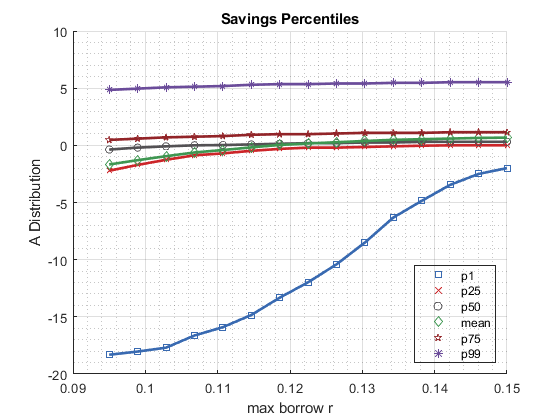 Savings Percentiles
10
5
0
-5
-10
-15
-20
A Distribution
0.09
0.1
0.11
0.12
0.13
0.14
0.15
max borrow r
p1
p25
p50
mean
p75
p99